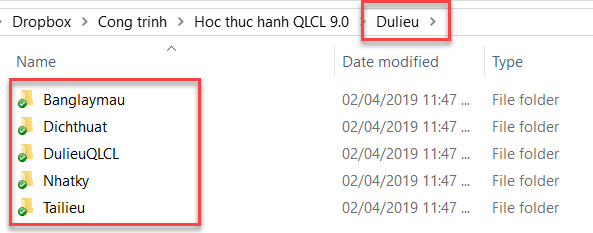 Dropbox > Cong trinh > Hoc thuc hanh QLCL 9.0 > Dulieu >
Name Date modified Type
Banglaymau 02/04/2019 11:47 ... File folder
Dichthuat 02/04/2019 11:47 ... File folder
DulieuQLCL 02/04/2019 11:47 ... File folder
Nhatky 02/04/2019 11:47 ... File folder
Tailieu 02/04/2019 11:47 ... File folder